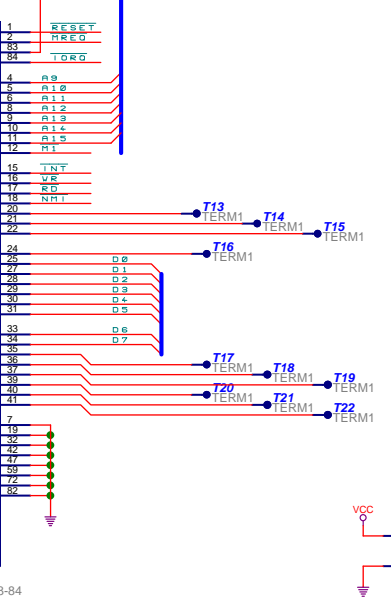 1 RESET
2 MREQ
83
84 IORQ
4 A9
5 A10
6 A11
8 A12
9 A13
10 A14
11 A15
12 M1
15 INT
16 WR
17 RD
18 NMI
20 T13 TERM1
21 T14 TERM1
22 T15 TERM1
24 T16 TERM1
25 D0
27 D1
28 D2
29 D3
30 D4
31 D5
33 D6
34 D7
35 T17 TERM1
36 T18 TERM1
37 T19 TERM1
39 T20 TERM1
40 T21 TERM1
41 T22 TERM1
7
19
32
42
47
59
72
82
VCC
3-84